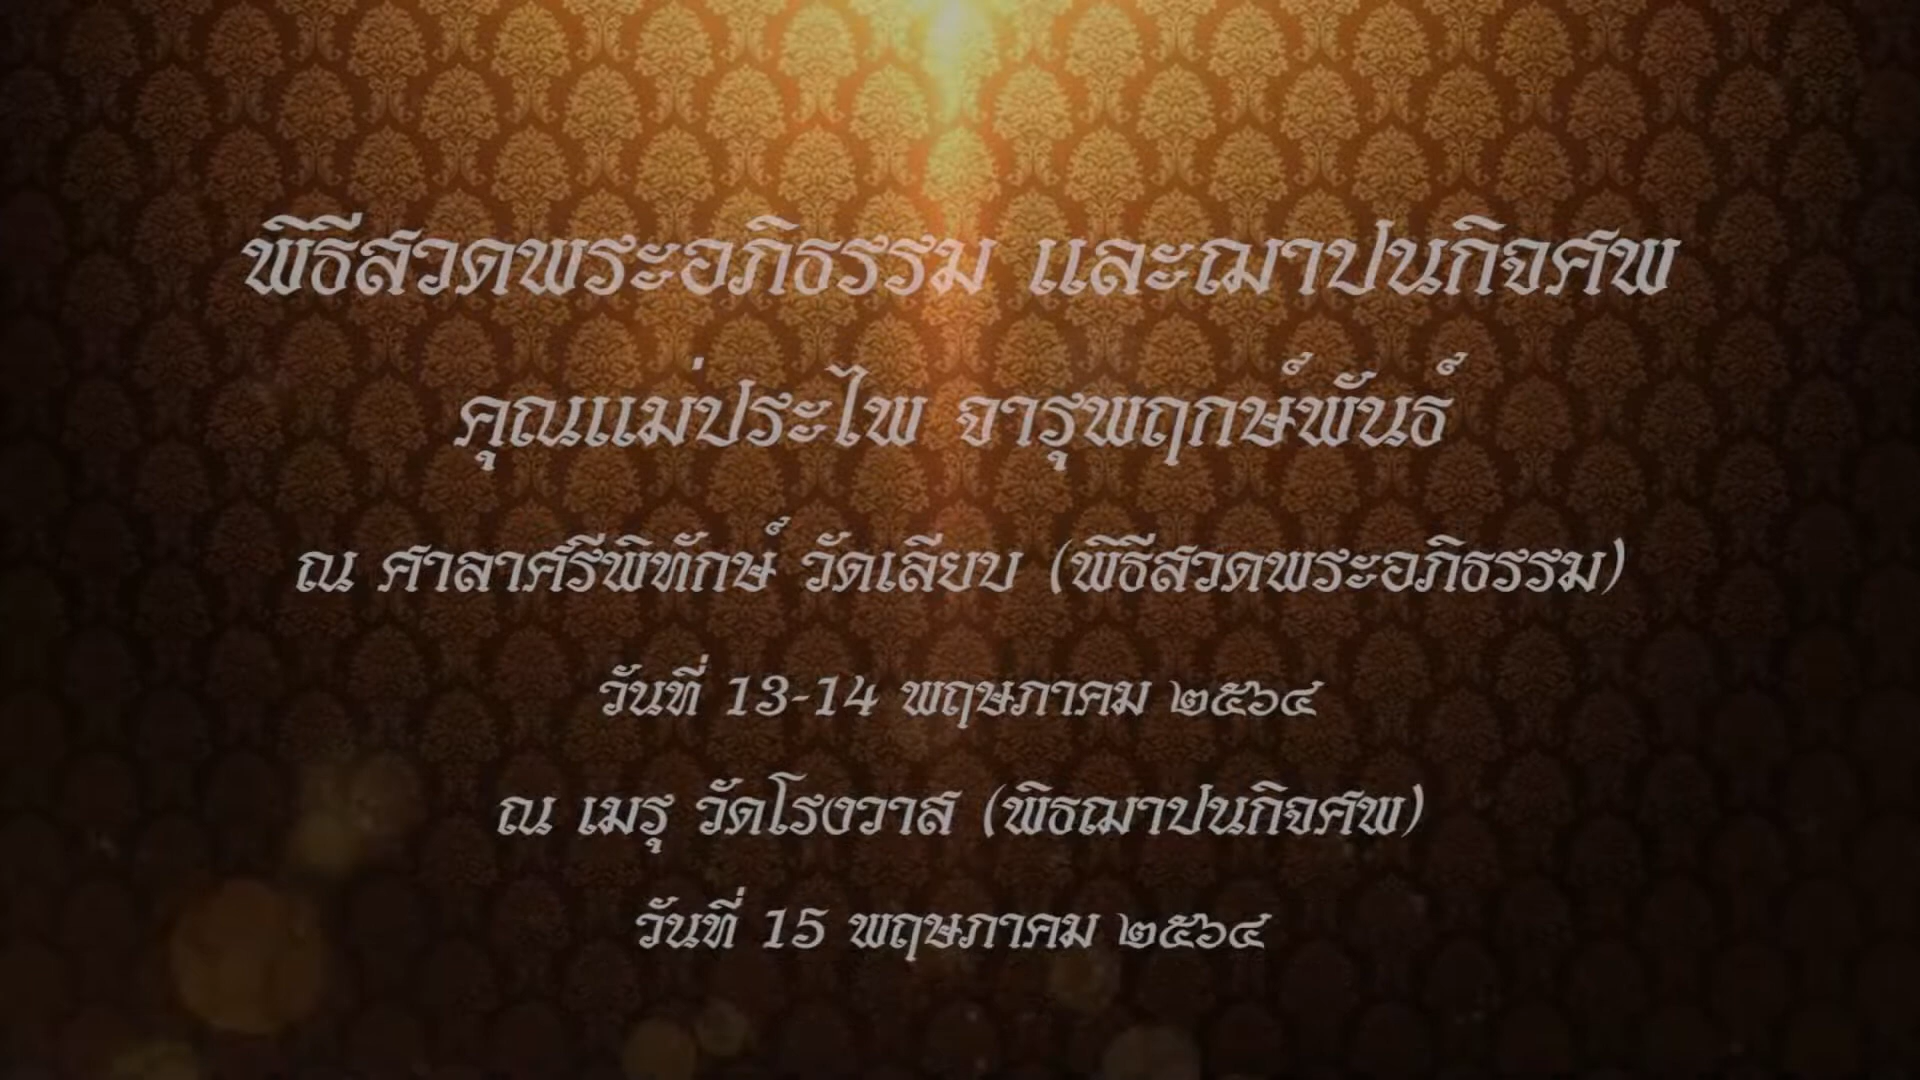 พิธีสวดพระอภิธรรม และฌาปนกิจศพ
คุณแม่ประไพ จารุพฤกษ์พันธ์
ณ ศาลาศรีพิทักษ์ วัดเลียบ (พิธีสวดพระอภิธรรม)
วันที่ 13-14 พฤษภาคม ๒๕๖๔
ณ เมรุ วัดโรงวาส (พิธฌาปนกิจศพ)
วันที่ 15 พฤษภาคม ๒๕๖๔